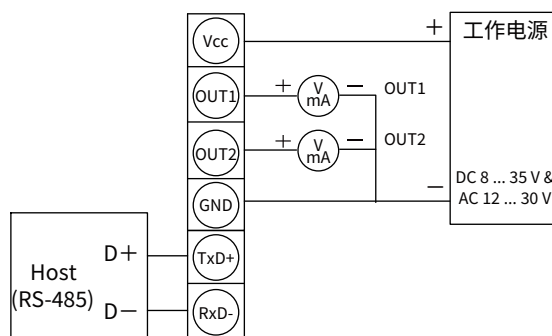 Vcc
+
工作电源
OUT1
+
V
mA
−
OUT1
OUT2
+
V
mA
−
OUT2
GND
−
DC 8 ... 35 V &
AC 12 ... 30 V
TxD+
D+
Host
(RS-485)
D−
RxD-